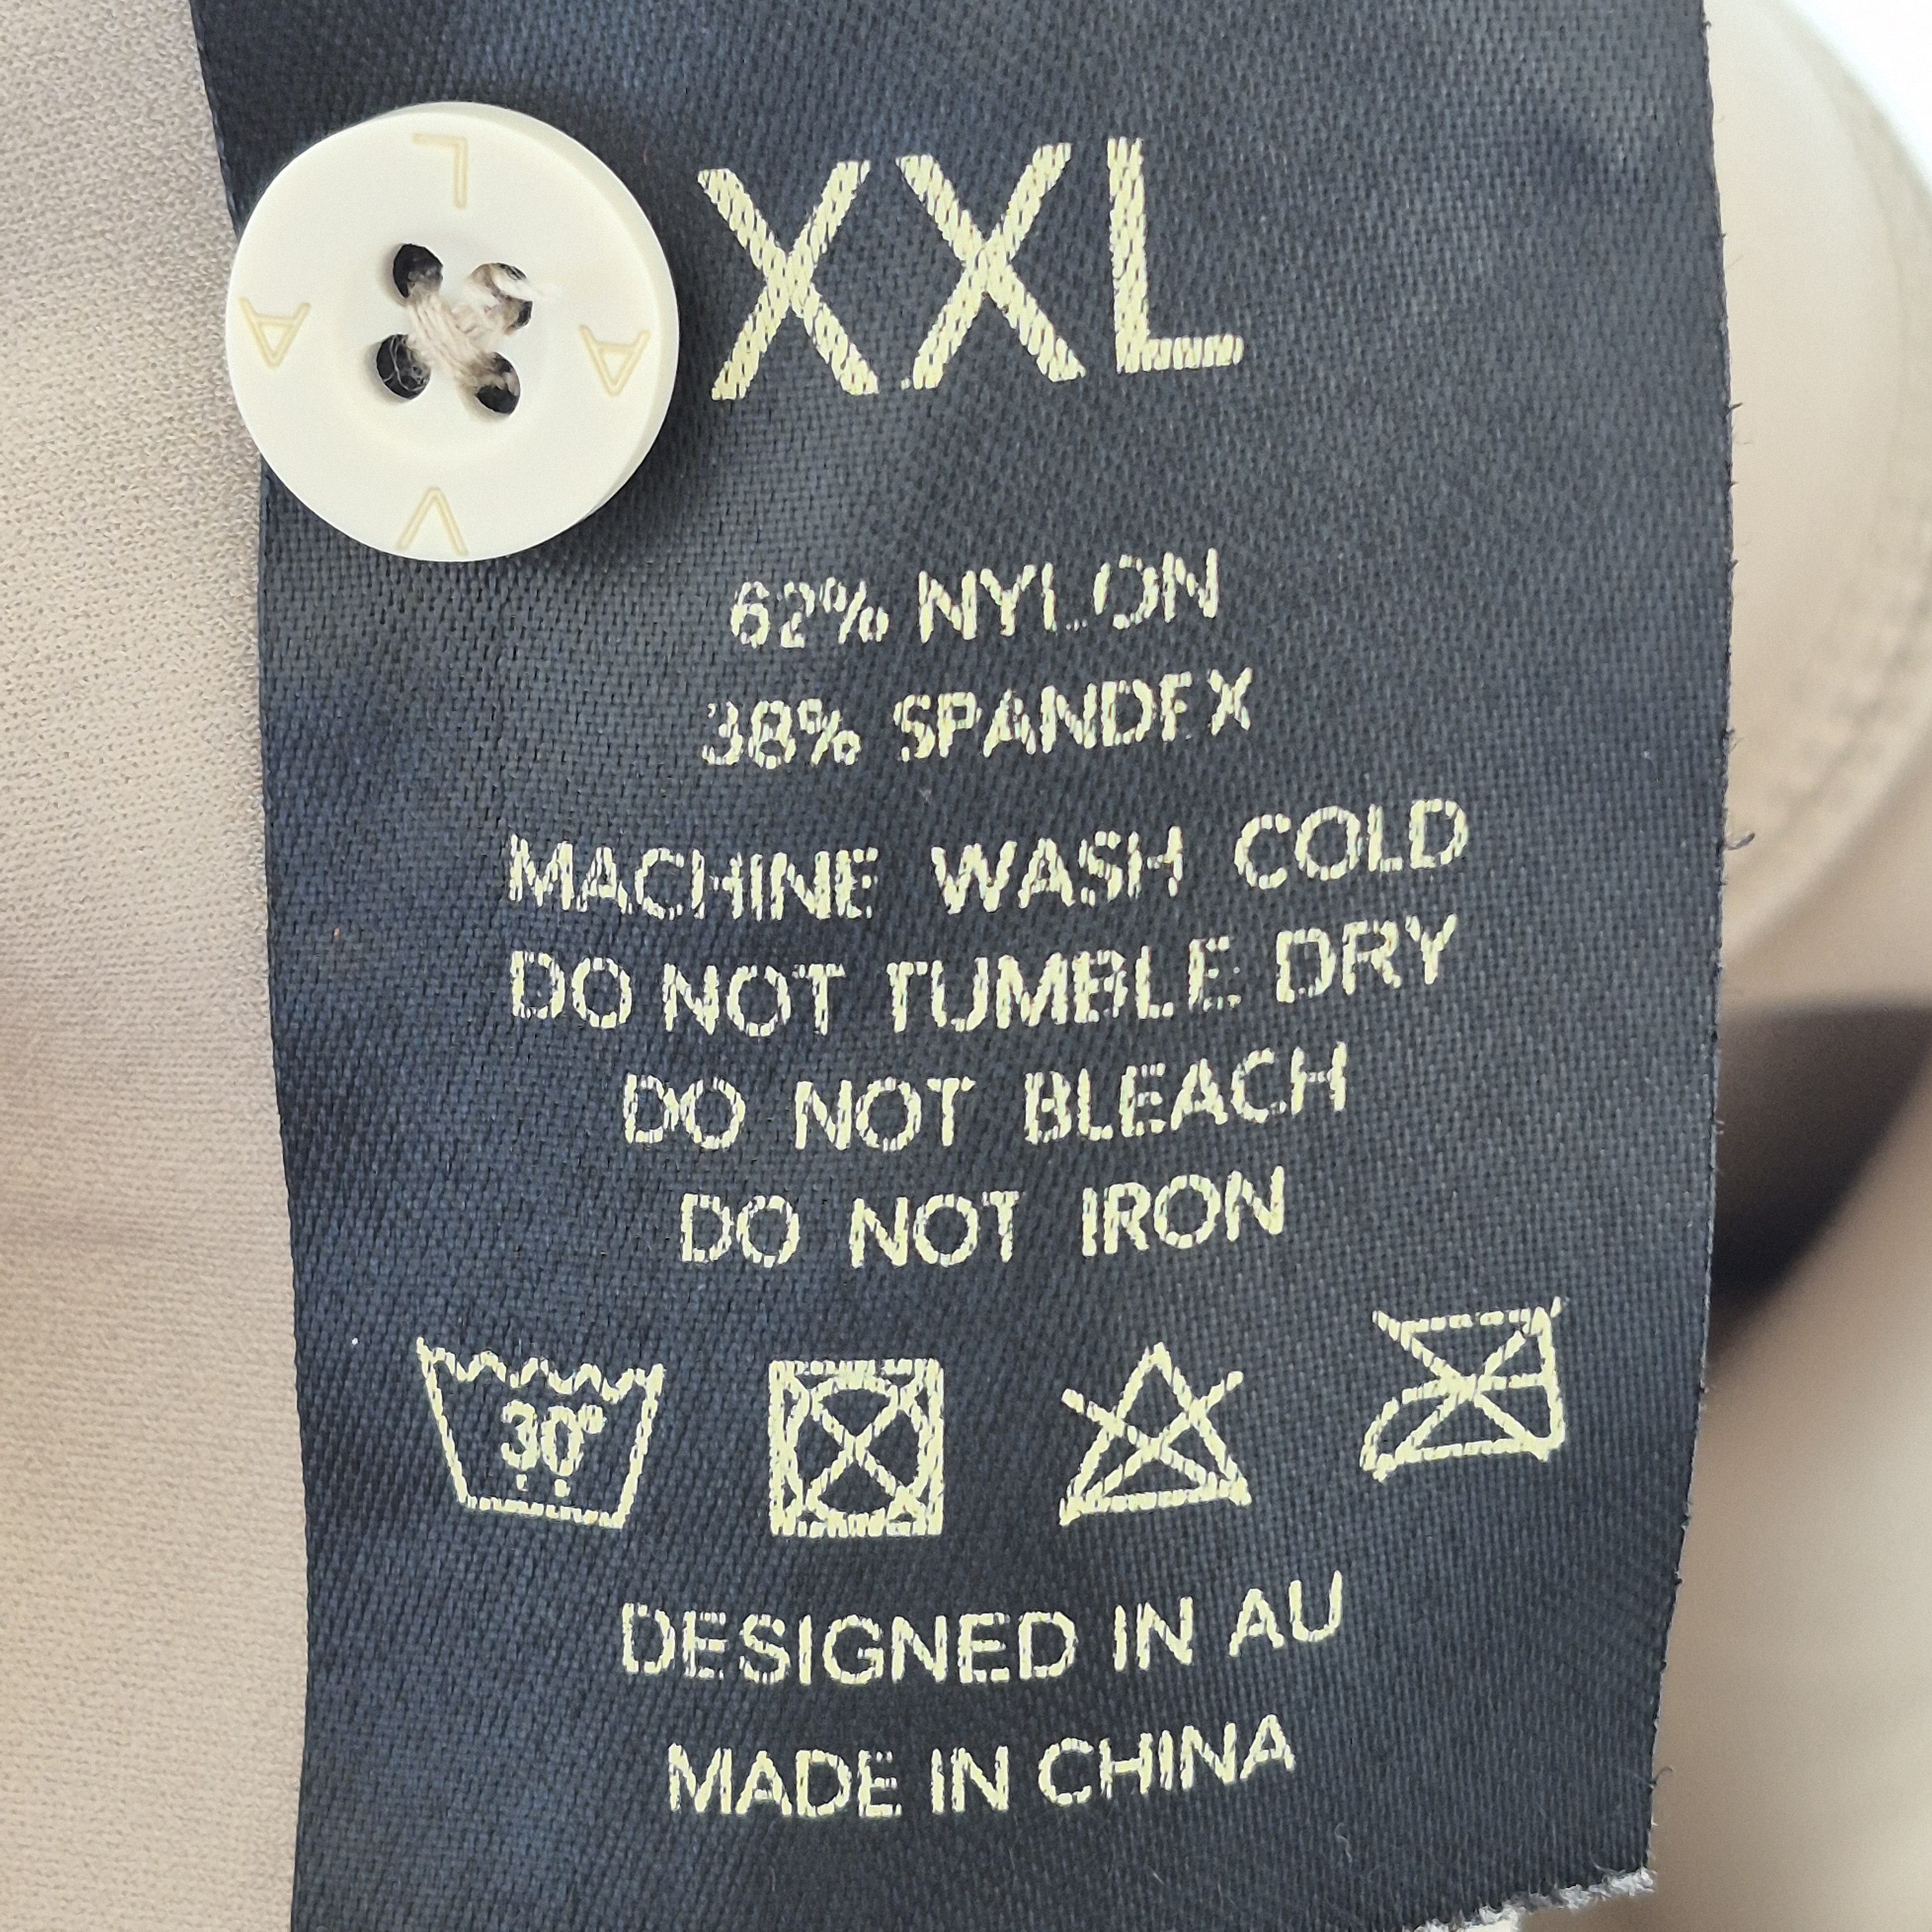 LAVA
XXL
62% NYLON
38% SPANDEX
MACHINE WASH COLD
DO NOT TUMBLE DRY
DO NOT BLEACH
DO NOT IRON
30°
DESIGNED IN AU
MADE IN CHINA